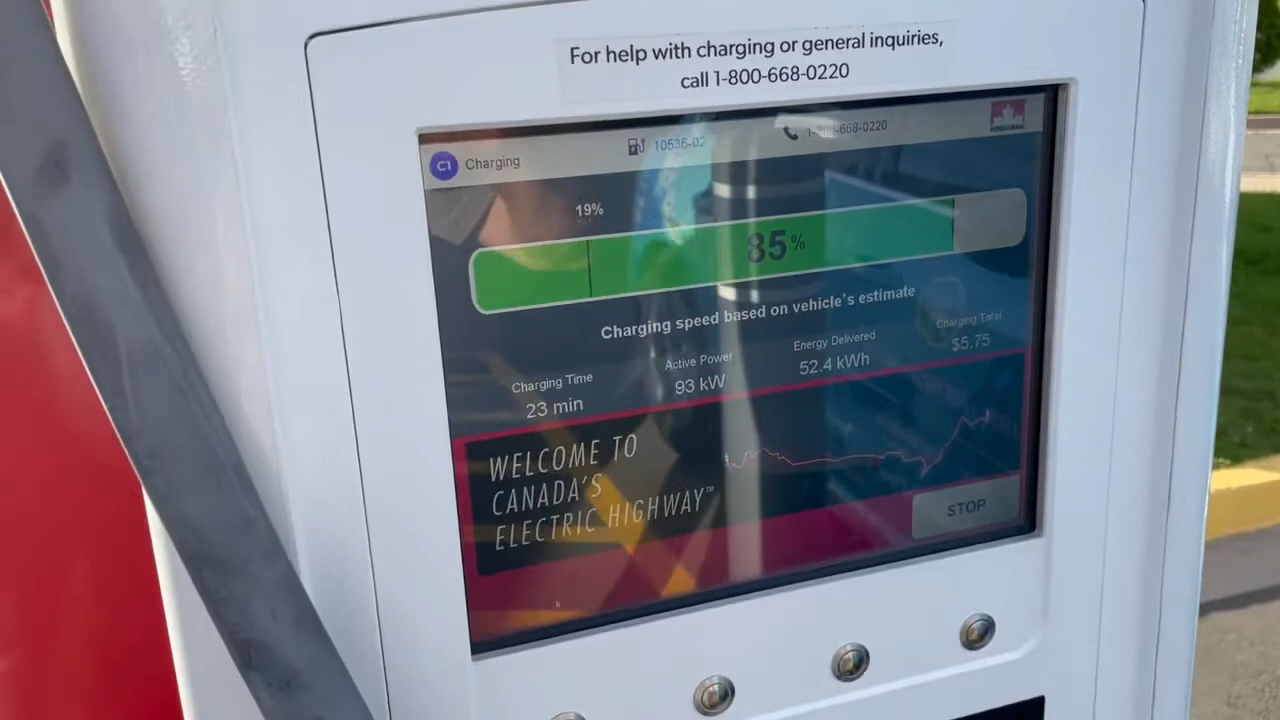 For help with charging or general inquiries,
call 1-800-668-0220
C1 Charging
10536-02
1-800-668-0220
19%
85%
Charging speed based on vehicle's estimate
Charging Time
23 min
Active Power
93 kW
Energy Delivered
52.4 kWh
Charging Total
$5.75
WELCOME TO
CANADA'S
ELECTRIC HIGHWAY™
STOP